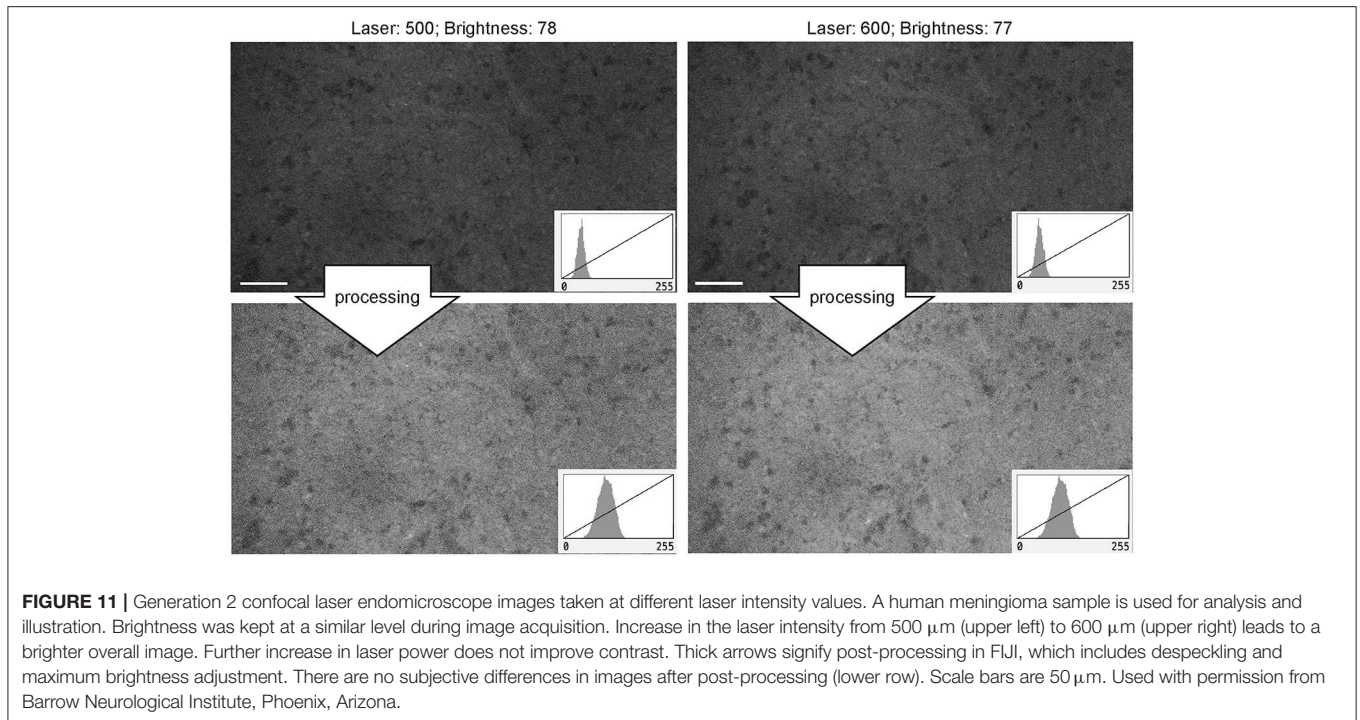 Laser: 500; Brightness: 78
Laser: 600; Brightness: 77
0 255
0 255
processing
processing
0 255
0 255
FIGURE 11 | Generation 2 confocal laser endomicroscope images taken at different laser intensity values. A human meningioma sample is used for analysis and
illustration. Brightness was kept at a similar level during image acquisition. Increase in the laser intensity from 500 μm (upper left) to 600 μm (upper right) leads to a
brighter overall image. Further increase in laser power does not improve contrast. Thick arrows signify post-processing in FIJI, which includes despeckling and
maximum brightness adjustment. There are no subjective differences in images after post-processing (lower row). Scale bars are 50 μm. Used with permission from
Barrow Neurological Institute, Phoenix, Arizona.